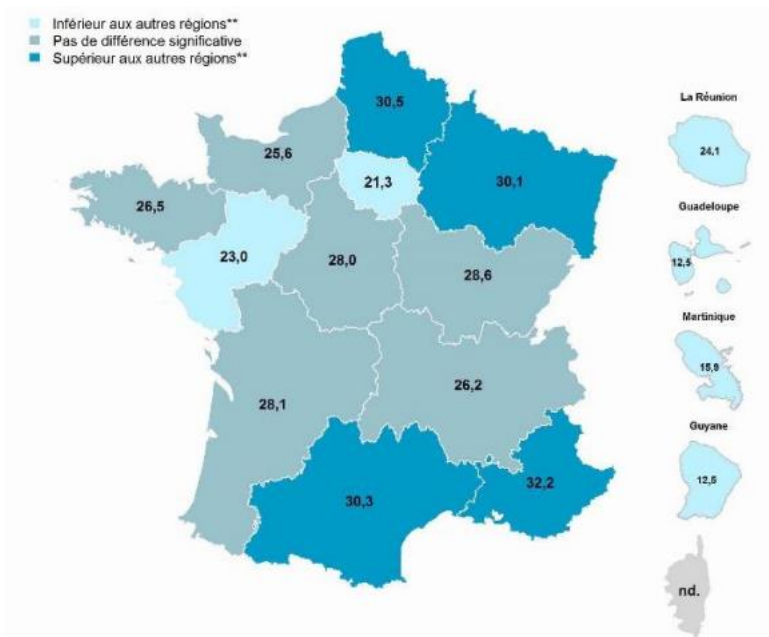 Inférieur aux autres régions**
Pas de différence significative
Supérieur aux autres régions**
30,5
La Réunion
24,1
25,6
21,3
30,1
26,5
Guadeloupe
12,5
23,0
28,0
28,6
Martinique
15,9
28,1
26,2
Guyane
12,5
32,2
30,3
nd.